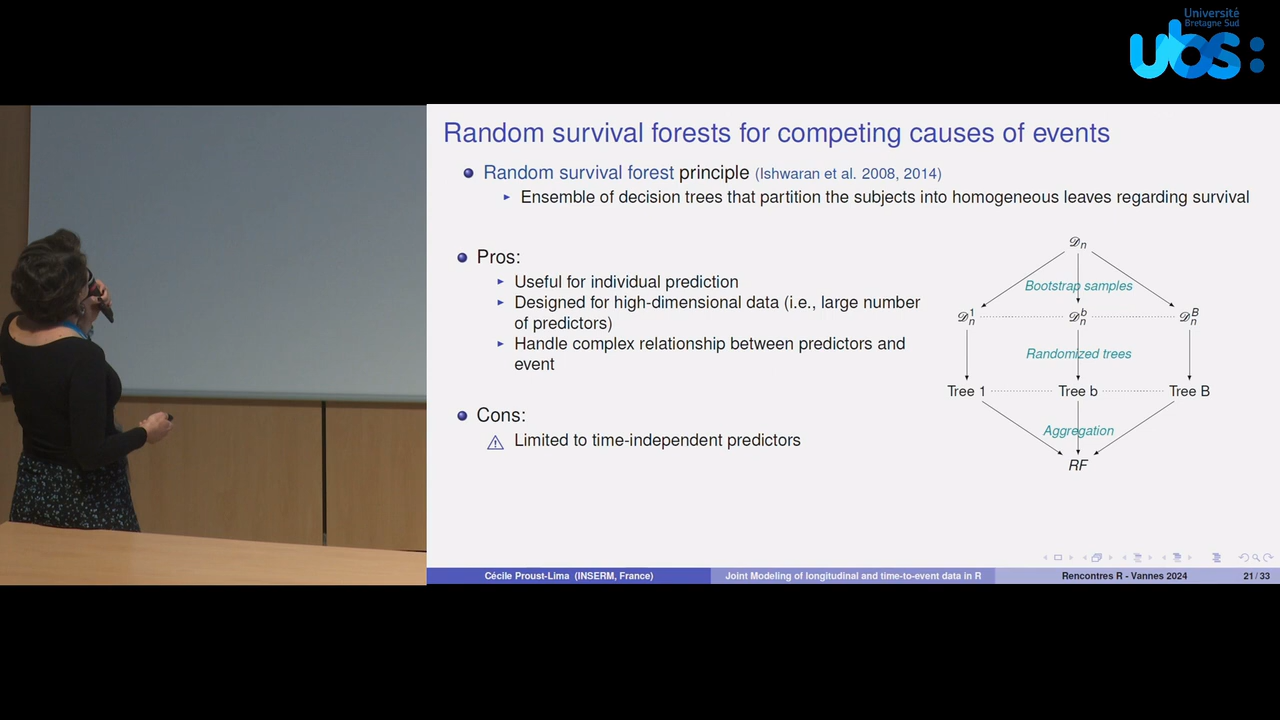 Université
Bretagne Sud
ubs:
Random survival forests for competing causes of events
Random survival forest principle (Ishwaran et al. 2008, 2014)
Ensemble of decision trees that partition the subjects into homogeneous leaves regarding survival
Pros:
Useful for individual prediction
Designed for high-dimensional data (i.e., large number
of predictors)
Handle complex relationship between predictors and
event
Cons:
Limited to time-independent predictors
𝒟n
Bootstrap samples
𝒟n^1 𝒟n^b 𝒟n^B
Randomized trees
Tree 1 Tree b Tree B
Aggregation
RF
Cécile Proust-Lima (INSERM, France) Joint Modeling of longitudinal and time-to-event data in R Rencontres R - Vannes 2024 21 / 33